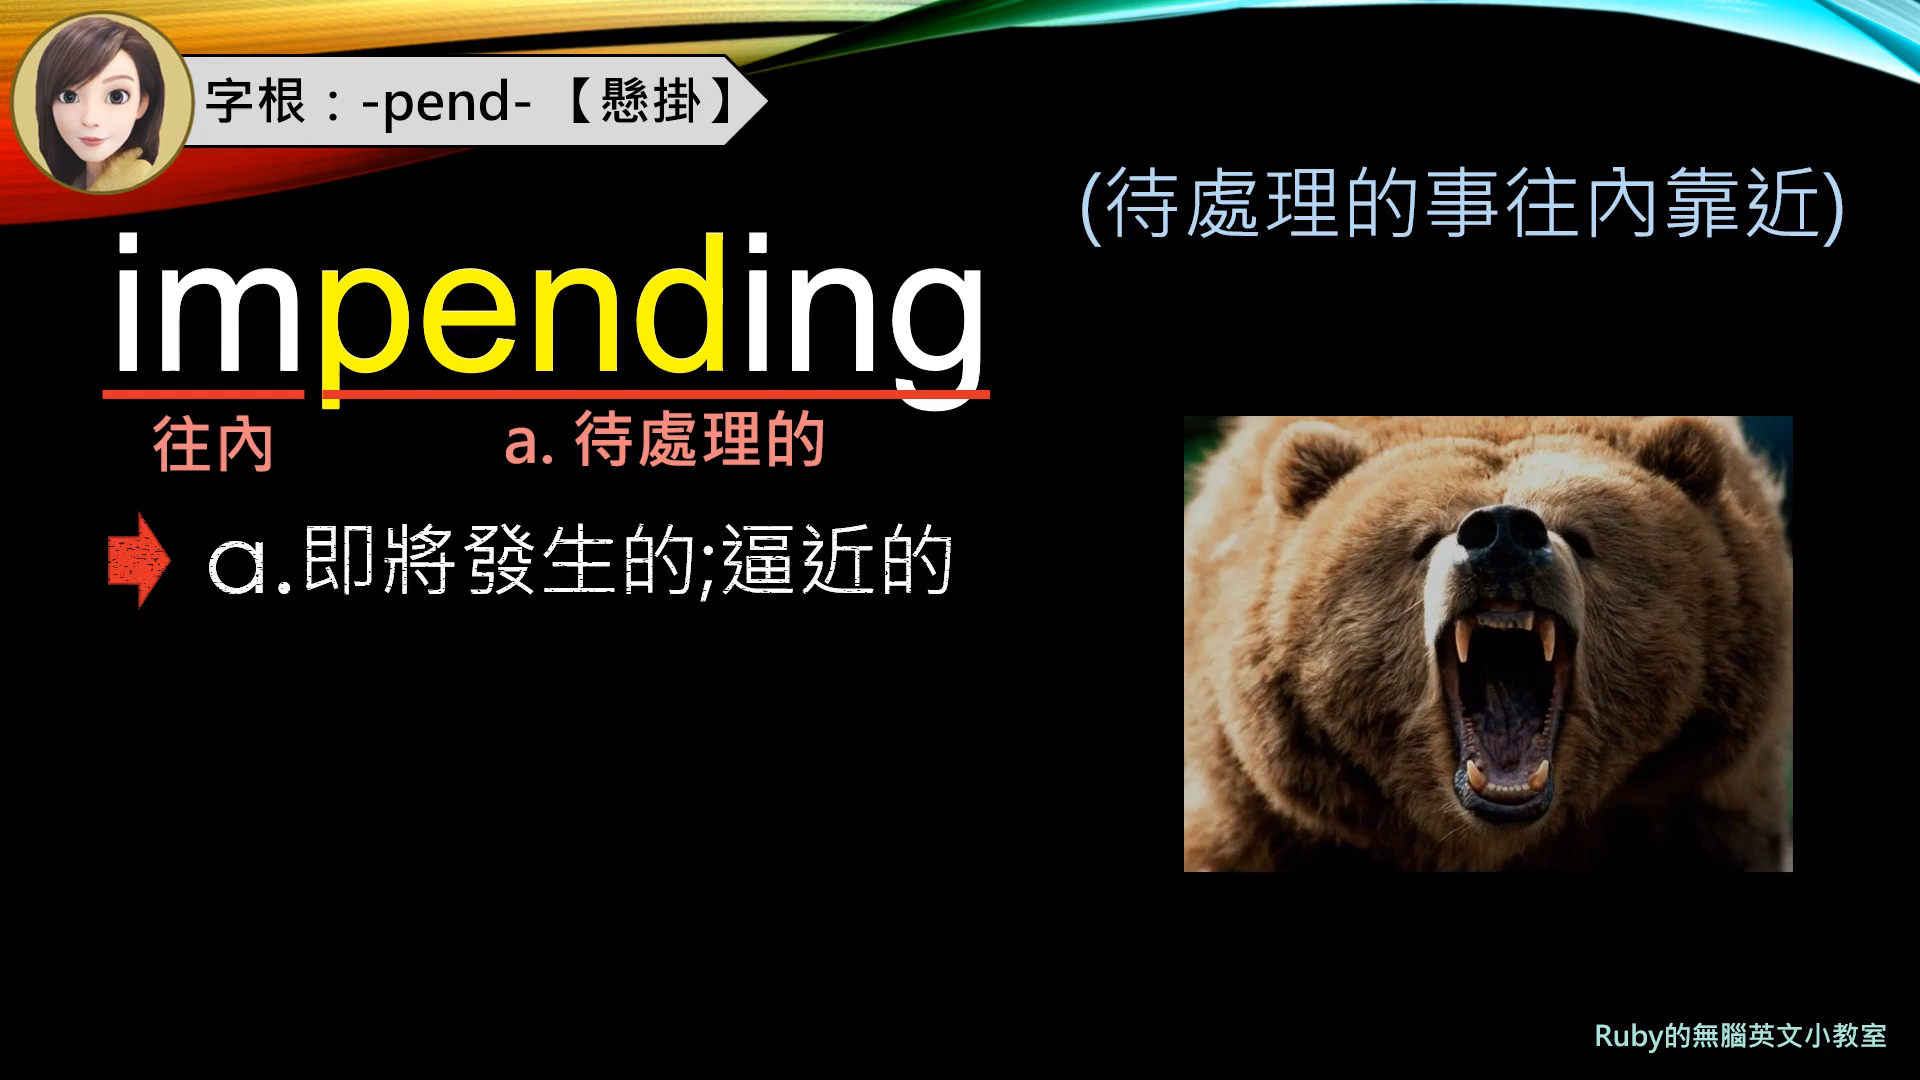 字根：-pend-【懸掛】
(待處理的事往內靠近)
impending
往內
a. 待處理的
a.即將發生的;逼近的
Ruby的無腦英文小教室